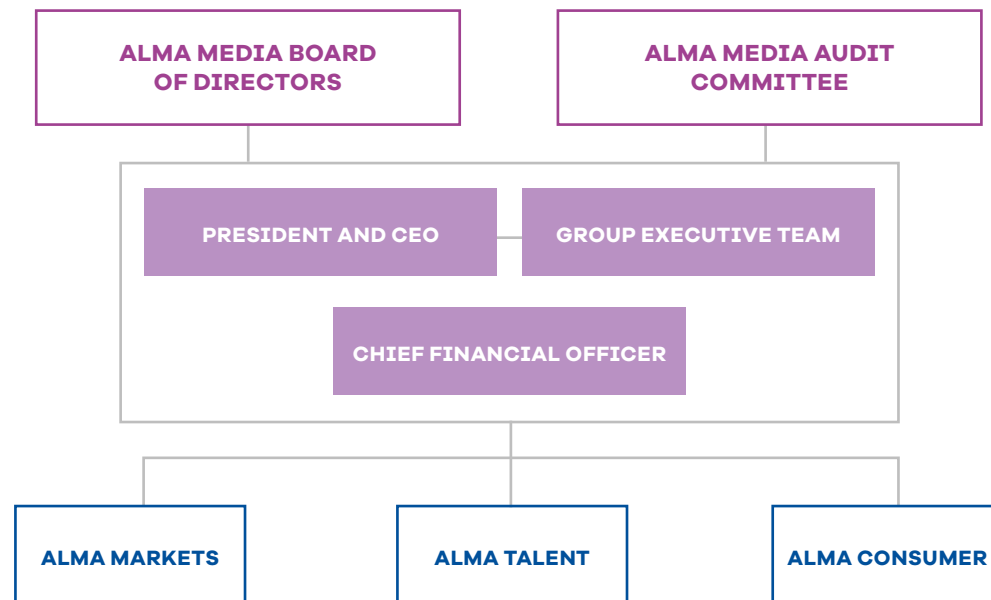 ALMA MEDIA BOARD
OF DIRECTORS
ALMA MEDIA AUDIT
COMMITTEE
PRESIDENT AND CEO
GROUP EXECUTIVE TEAM
CHIEF FINANCIAL OFFICER
ALMA MARKETS
ALMA TALENT
ALMA CONSUMER